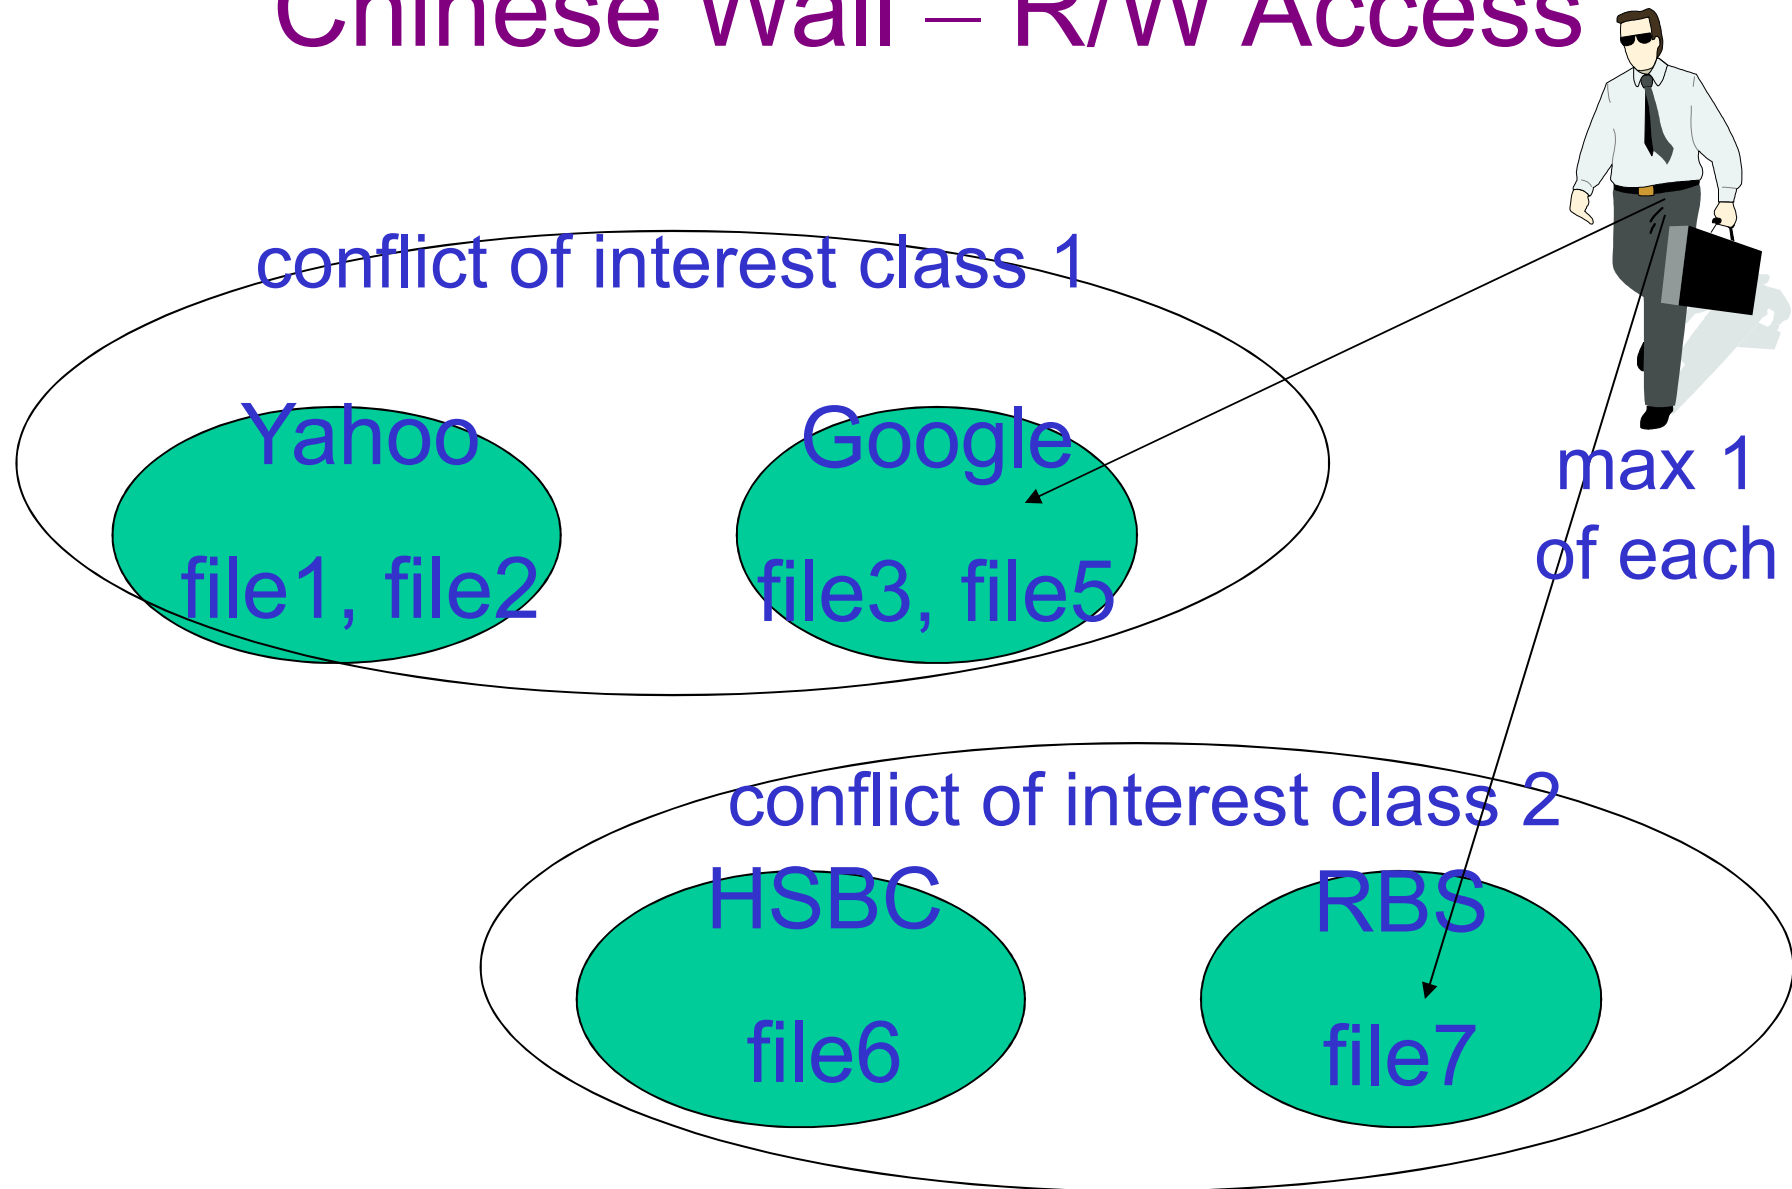 Chinese Wall – R/W Access
conflict of interest class 1
Yahoo
Google
file1, file2
file3, file5
max 1
of each
conflict of interest class 2
HSBC
RBS
file6
file7